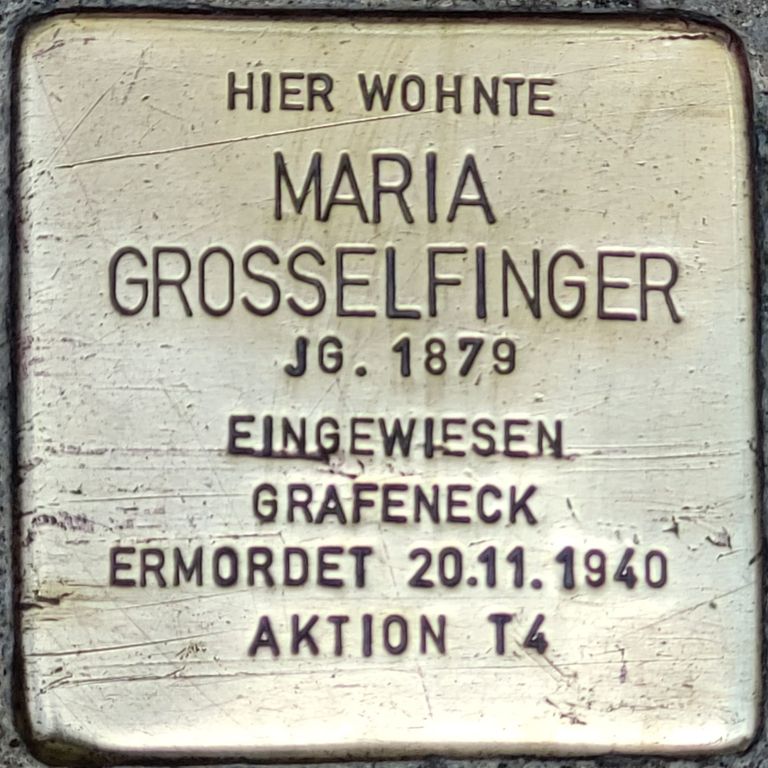 HIER WOHNTE
MARIA
GROSSELFINGER
JG. 1879
EINGEWIESEN
GRAFENECK
ERMORDET 20.11.1940
AKTION T4